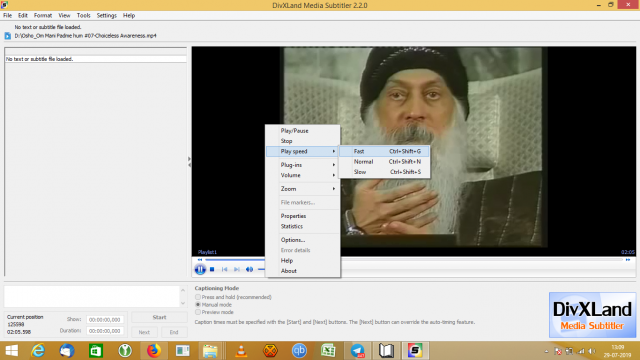 DivXLand Media Subtitler 2.2.0
File Edit Format View Tools Settings Help
No text or subtitle file loaded.
D:\Osho_Om Mani Padme hum #07-Choiceless Awareness.mp4
No text or subtitle file loaded.
Play/Pause
Stop
Play speed
Fast Ctrl+Shift+G
Normal Ctrl+Shift+N
Slow Ctrl+Shift+S
Plug-ins
Volume
Zoom
File markers...
Properties
Statistics
Options...
Error details
Help
About
Playlist1 02:05
Current position
125598
02:05.598
Show: 00:00:00,000
Duration: 00:00:00,000
Start
Next End
Captioning Mode
Press and hold (recommended)
Manual mode
Preview mode
Caption times must be specified with the [Start] and [Next] buttons. The [Next] button can override the auto-timing feature.
DivXLand
Media Subtitler
13:09
29-07-2019